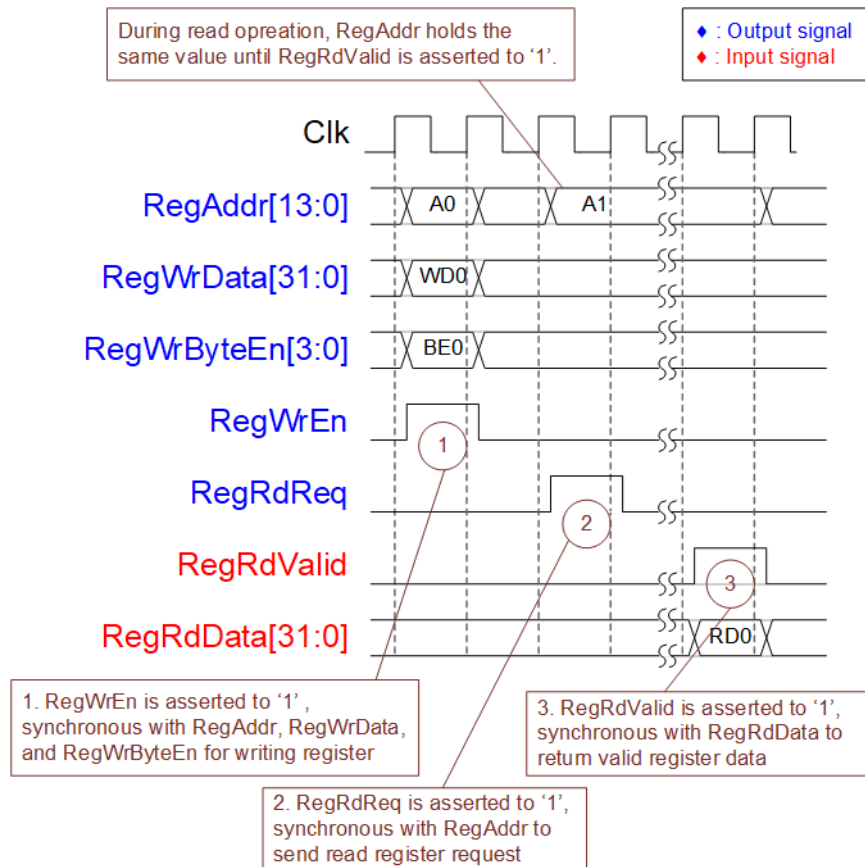 During read opreation, RegAddr holds the
same value until RegRdValid is asserted to ‘1’.
♦ : Output signal
♦ : Input signal
Clk
RegAddr[13:0]
A0
A1
RegWrData[31:0]
WD0
RegWrByteEn[3:0]
BE0
RegWrEn
1
RegRdReq
2
RegRdValid
3
RegRdData[31:0]
RD0
1. RegWrEn is asserted to ‘1’ ,
synchronous with RegAddr, RegWrData,
and RegWrByteEn for writing register
3. RegRdValid is asserted to ‘1’,
synchronous with RegRdData to
return valid register data
2. RegRdReq is asserted to ‘1’,
synchronous with RegAddr to
send read register request